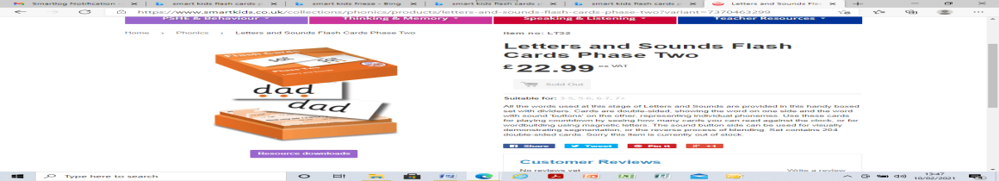 Smartlog Notification -
smart kids flash cards p
smart kids frieze - Bing
smart kids flash cards p
smart kids flash cards p
Letters and Sounds Fla
https://www.smartkids.co.uk/collections/phonics/products/letters-and-sounds-flash-cards-phase-two?variant=7370463299
PSHE & Behaviour
Thinking & Memory
Speaking & Listening
Teacher Resources
Home › Phonics › Letters and Sounds Flash Cards Phase Two
Item no: LT32
Letters and Sounds Flash
Cards Phase Two
£22.99 ex VAT
Sold Out
Suitable for: 3-5, 5-6, 6-7, 7+
All the words used at this stage of Letters and Sounds are provided in this handy boxed
set with dividers. Cards are double-sided, showing the word on one side and the word
with sound 'buttons' on the other, representing individual phonemes. Use these cards
for playing countdown by seeing how many cards you can read against the clock, or for
wordbuilding using magnetic letters. The sound button side can be used for visually
demonstrating segmentation, or the reverse process of blending. Set contains 204
double-sided cards. Sorry this item is currently out of stock.
Flash Cards
Phase Two
dad
dad
Resource downloads
Share
Tweet
Pin it
+1
Customer Reviews
No reviews yet
Write a review
Type here to search
13:47
10/02/2021